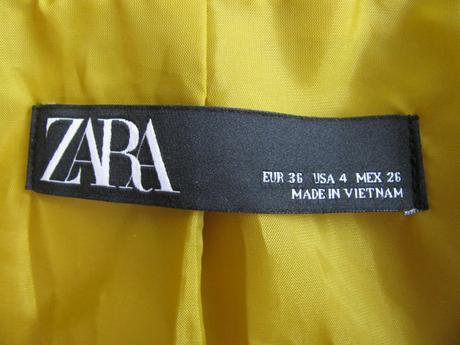 ZARA
EUR 36 USA 4 MEX 26
MADE IN VIETNAM